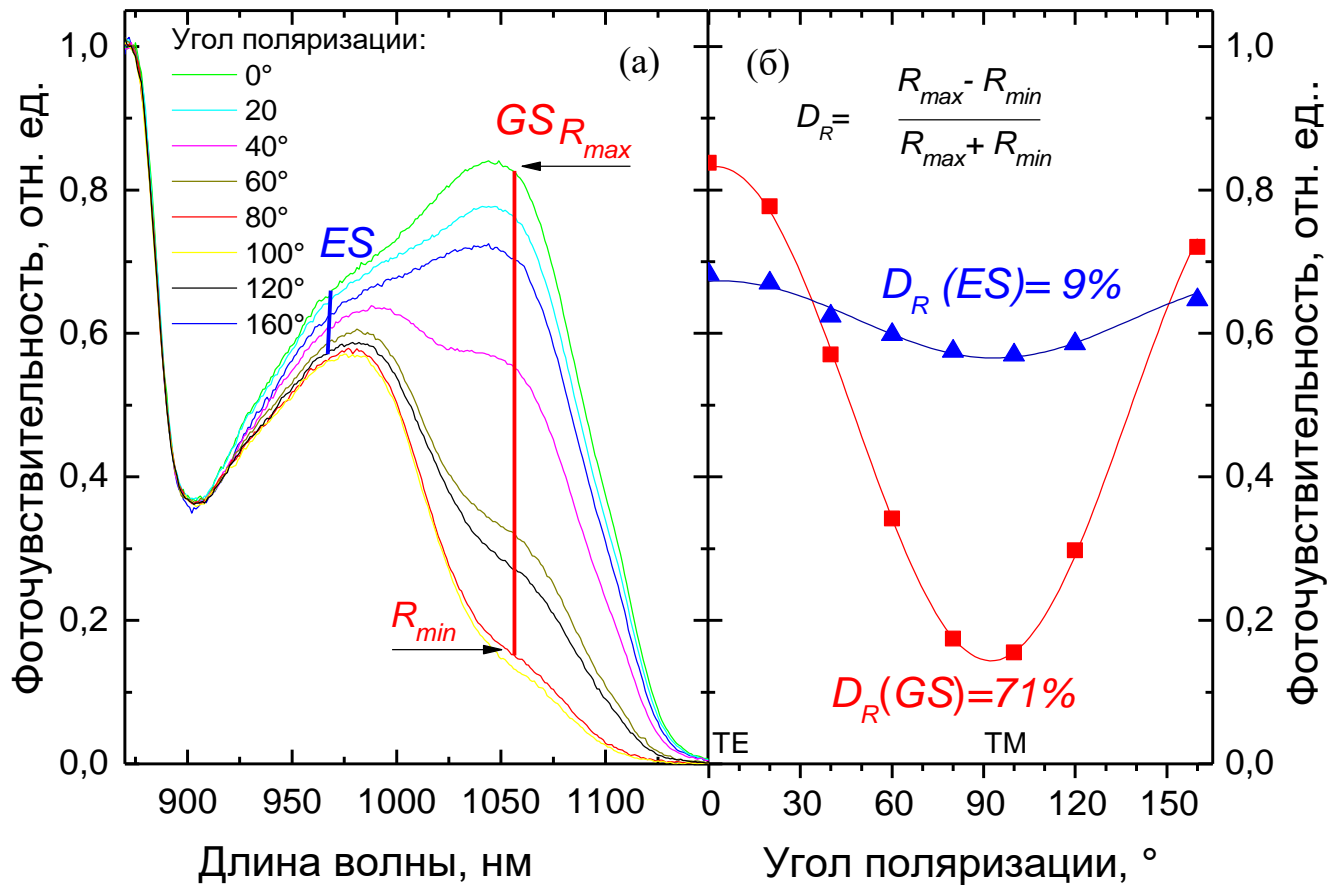 Фоточувствительность, отн. ед.
1,0
0,8
0,6
0,4
0,2
0,0
Угол поляризации:
0°
20
40°
60°
80°
100°
120°
160°
(а)
ES
GS
R_max
R_min
900 950 1000 1050 1100
Длина волны, нм
(б)
D_R= (R_max- R_min)/(R_max+ R_min)
D_R (ES)= 9%
D_R(GS)=71%
TE
TM
0 30 60 90 120 150
Угол поляризации, °
1,0
0,8
0,6
0,4
0,2
0,0
Фоточувствительность, отн. ед..